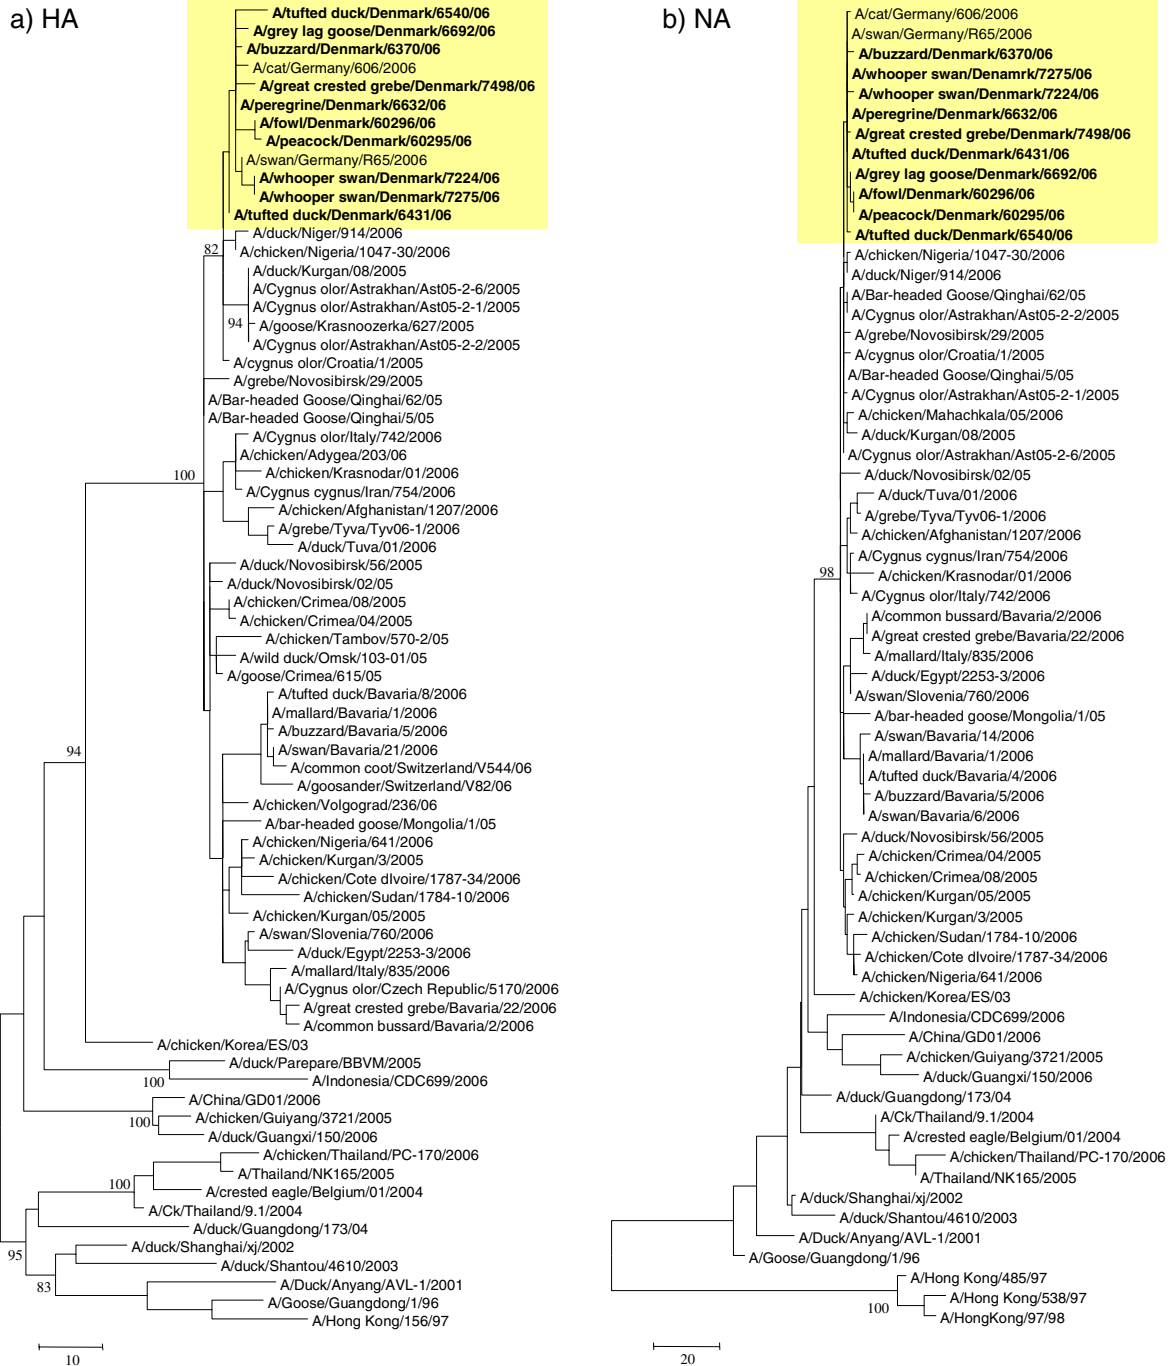 a) HA
A/tufted duck/Denmark/6540/06
A/grey lag goose/Denmark/6692/06
A/buzzard/Denmark/6370/06
A/cat/Germany/606/2006
A/great crested grebe/Denmark/7498/06
A/peregrine/Denmark/6632/06
A/fowl/Denmark/60296/06
A/peacock/Denmark/60295/06
A/swan/Germany/R65/2006
A/whooper swan/Denmark/7224/06
A/whooper swan/Denmark/7275/06
A/tufted duck/Denmark/6431/06
A/duck/Niger/914/2006
82
A/chicken/Nigeria/1047-30/2006
A/duck/Kurgan/08/2005
A/Cygnus olor/Astrakhan/Ast05-2-6/2005
A/Cygnus olor/Astrakhan/Ast05-2-1/2005
94
A/goose/Krasnoozerka/627/2005
A/Cygnus olor/Astrakhan/Ast05-2-2/2005
A/cygnus olor/Croatia/1/2005
A/grebe/Novosibirsk/29/2005
A/Bar-headed Goose/Qinghai/62/05
A/Bar-headed Goose/Qinghai/5/05
A/Cygnus olor/Italy/742/2006
A/chicken/Adygea/203/06
100
A/chicken/Krasnodar/01/2006
A/Cygnus cygnus/Iran/754/2006
A/chicken/Afghanistan/1207/2006
A/grebe/Tyva/Tyv06-1/2006
A/duck/Tuva/01/2006
A/duck/Novosibirsk/56/2005
A/duck/Novosibirsk/02/05
A/chicken/Crimea/08/2005
A/chicken/Crimea/04/2005
A/chicken/Tambov/570-2/05
A/wild duck/Omsk/103-01/05
A/goose/Crimea/615/05
A/tufted duck/Bavaria/8/2006
A/mallard/Bavaria/1/2006
A/buzzard/Bavaria/5/2006
94
A/swan/Bavaria/21/2006
A/common coot/Switzerland/V544/06
A/goosander/Switzerland/V82/06
A/chicken/Volgograd/236/06
A/bar-headed goose/Mongolia/1/05
A/chicken/Nigeria/641/2006
A/chicken/Kurgan/3/2005
A/chicken/Cote dIvoire/1787-34/2006
A/chicken/Sudan/1784-10/2006
A/chicken/Kurgan/05/2005
A/swan/Slovenia/760/2006
A/duck/Egypt/2253-3/2006
A/mallard/Italy/835/2006
A/Cygnus olor/Czech Republic/5170/2006
A/great crested grebe/Bavaria/22/2006
A/common bussard/Bavaria/2/2006
A/chicken/Korea/ES/03
A/duck/Parepare/BBVM/2005
100
A/Indonesia/CDC699/2006
A/China/GD01/2006
100
A/chicken/Guiyang/3721/2005
A/duck/Guangxi/150/2006
A/chicken/Thailand/PC-170/2006
A/Thailand/NK165/2005
100
A/crested eagle/Belgium/01/2004
A/Ck/Thailand/9.1/2004
A/duck/Guangdong/173/04
95
A/duck/Shanghai/xj/2002
A/duck/Shantou/4610/2003
83
A/Duck/Anyang/AVL-1/2001
A/Goose/Guangdong/1/96
A/Hong Kong/156/97
10
b) NA
A/cat/Germany/606/2006
A/swan/Germany/R65/2006
A/buzzard/Denmark/6370/06
A/whooper swan/Denamrk/7275/06
A/whooper swan/Denmark/7224/06
A/peregrine/Denmark/6632/06
A/great crested grebe/Denmark/7498/06
A/tufted duck/Denmark/6431/06
A/grey lag goose/Denmark/6692/06
A/fowl/Denmark/60296/06
A/peacock/Denmark/60295/06
A/tufted duck/Denmark/6540/06
A/chicken/Nigeria/1047-30/2006
A/duck/Niger/914/2006
A/Bar-headed Goose/Qinghai/62/05
A/Cygnus olor/Astrakhan/Ast05-2-2/2005
A/grebe/Novosibirsk/29/2005
A/cygnus olor/Croatia/1/2005
A/Bar-headed Goose/Qinghai/5/05
A/Cygnus olor/Astrakhan/Ast05-2-1/2005
A/chicken/Mahachkala/05/2006
A/duck/Kurgan/08/2005
A/Cygnus olor/Astrakhan/Ast05-2-6/2005
A/duck/Novosibirsk/02/05
A/duck/Tuva/01/2006
A/grebe/Tyva/Tyv06-1/2006
A/chicken/Afghanistan/1207/2006
A/Cygnus cygnus/Iran/754/2006
98
A/chicken/Krasnodar/01/2006
A/Cygnus olor/Italy/742/2006
A/common bussard/Bavaria/2/2006
A/great crested grebe/Bavaria/22/2006
A/mallard/Italy/835/2006
A/duck/Egypt/2253-3/2006
A/swan/Slovenia/760/2006
A/bar-headed goose/Mongolia/1/05
A/swan/Bavaria/14/2006
A/mallard/Bavaria/1/2006
A/tufted duck/Bavaria/4/2006
A/buzzard/Bavaria/5/2006
A/swan/Bavaria/6/2006
A/duck/Novosibirsk/56/2005
A/chicken/Crimea/04/2005
A/chicken/Crimea/08/2005
A/chicken/Kurgan/05/2005
A/chicken/Kurgan/3/2005
A/chicken/Sudan/1784-10/2006
A/chicken/Cote dIvoire/1787-34/2006
A/chicken/Nigeria/641/2006
A/chicken/Korea/ES/03
A/Indonesia/CDC699/2006
A/China/GD01/2006
A/chicken/Guiyang/3721/2005
A/duck/Guangxi/150/2006
A/duck/Guangdong/173/04
A/Ck/Thailand/9.1/2004
A/crested eagle/Belgium/01/2004
A/chicken/Thailand/PC-170/2006
A/Thailand/NK165/2005
A/duck/Shanghai/xj/2002
A/duck/Shantou/4610/2003
A/Duck/Anyang/AVL-1/2001
A/Goose/Guangdong/1/96
A/Hong Kong/485/97
A/Hong Kong/538/97
100
A/HongKong/97/98
20